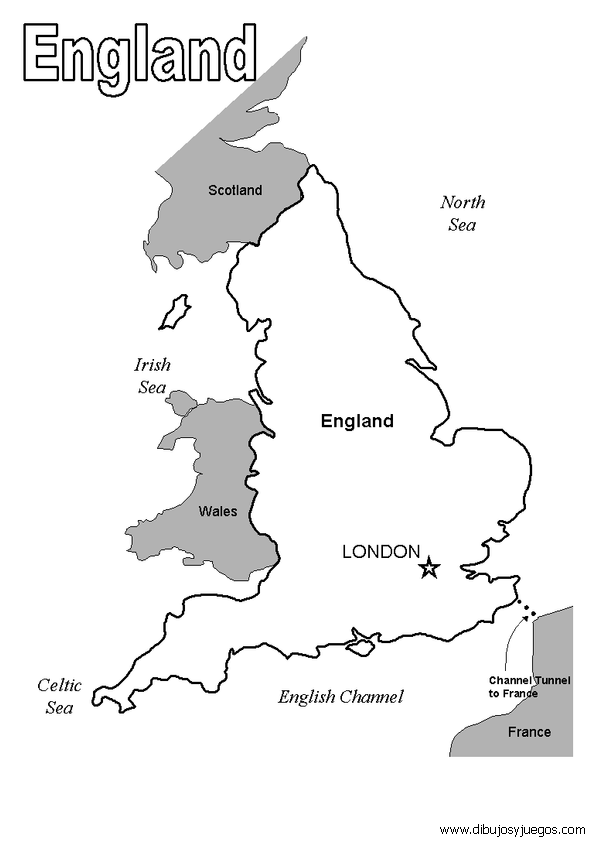 England
Scotland
North
Sea
Irish
Sea
England
Wales
LONDON
Channel Tunnel
to France
Celtic
Sea
English Channel
France
www.dibujosyjuegos.com